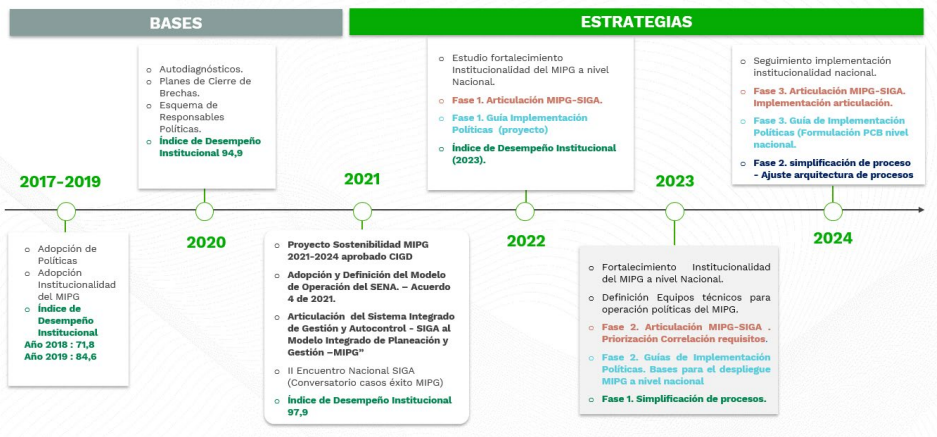 BASES
ESTRATEGIAS
2017-2019
o Adopción de
Políticas
o Adopción
Institucionalidad
del MIPG
o Índice de
Desempeño
Institucional
Año 2018 : 71,8
Año 2019 : 84,6
o Autodiagnósticos.
o Planes de Cierre de
Brechas.
o Esquema de
Responsables
Políticas.
o Índice de Desempeño
Institucional 94,9
2020
2021
o Proyecto Sostenibilidad MIPG
2021-2024 aprobado CIGD
o Adopción y Definición del Modelo
de Operación del SENA. – Acuerdo
4 de 2021.
o Articulación del Sistema Integrado
de Gestión y Autocontrol - SIGA al
Modelo Integrado de Planeación y
Gestión –MIPG”
o II Encuentro Nacional SIGA
(Conversatorio casos éxito MIPG)
o Índice de Desempeño Institucional
97,9
o Estudio fortalecimiento
Institucionalidad del MIPG a nivel
Nacional.
o Fase 1. Articulación MIPG-SIGA.
o Fase 1. Guía Implementación
Políticas (proyecto)
o Índice de Desempeño Institucional
(2023).
2022
2023
o Fortalecimiento Institucionalidad
del MIPG a nivel Nacional.
o Definición Equipos técnicos para
operación políticas del MIPG.
o Fase 2. Articulación MIPG-SIGA .
Priorización Correlación requisitos.
o Fase 2. Guías de Implementación
Políticas. Bases para el despliegue
MIPG a nivel nacional
o Fase 1. Simplificación de procesos.
o Seguimiento implementación
institucionalidad nacional.
o Fase 3. Articulación MIPG-SIGA.
Implementación articulación.
o Fase 3. Guía de Implementación
Políticas (Formulación PCB nivel
nacional.
o Fase 2. simplificación de proceso
- Ajuste arquitectura de procesos
2024